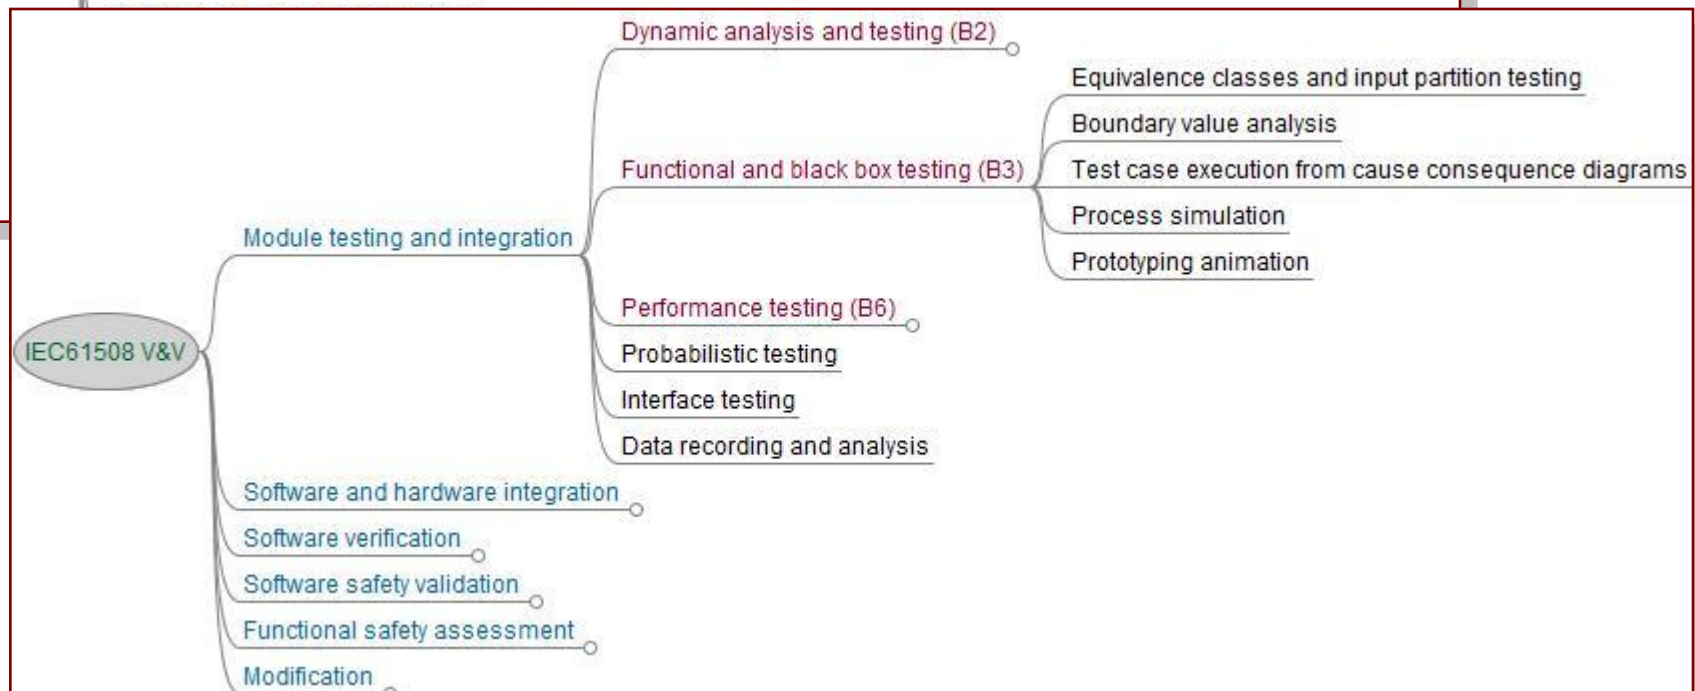 Dynamic analysis and testing (B2)
Equivalence classes and input partition testing
Boundary value analysis
Functional and black box testing (B3)
Test case execution from cause consequence diagrams
Process simulation
Module testing and integration
Prototyping animation
Performance testing (B6)
IEC61508 V&V
Probabilistic testing
Interface testing
Data recording and analysis
Software and hardware integration
Software verification
Software safety validation
Functional safety assessment
Modification